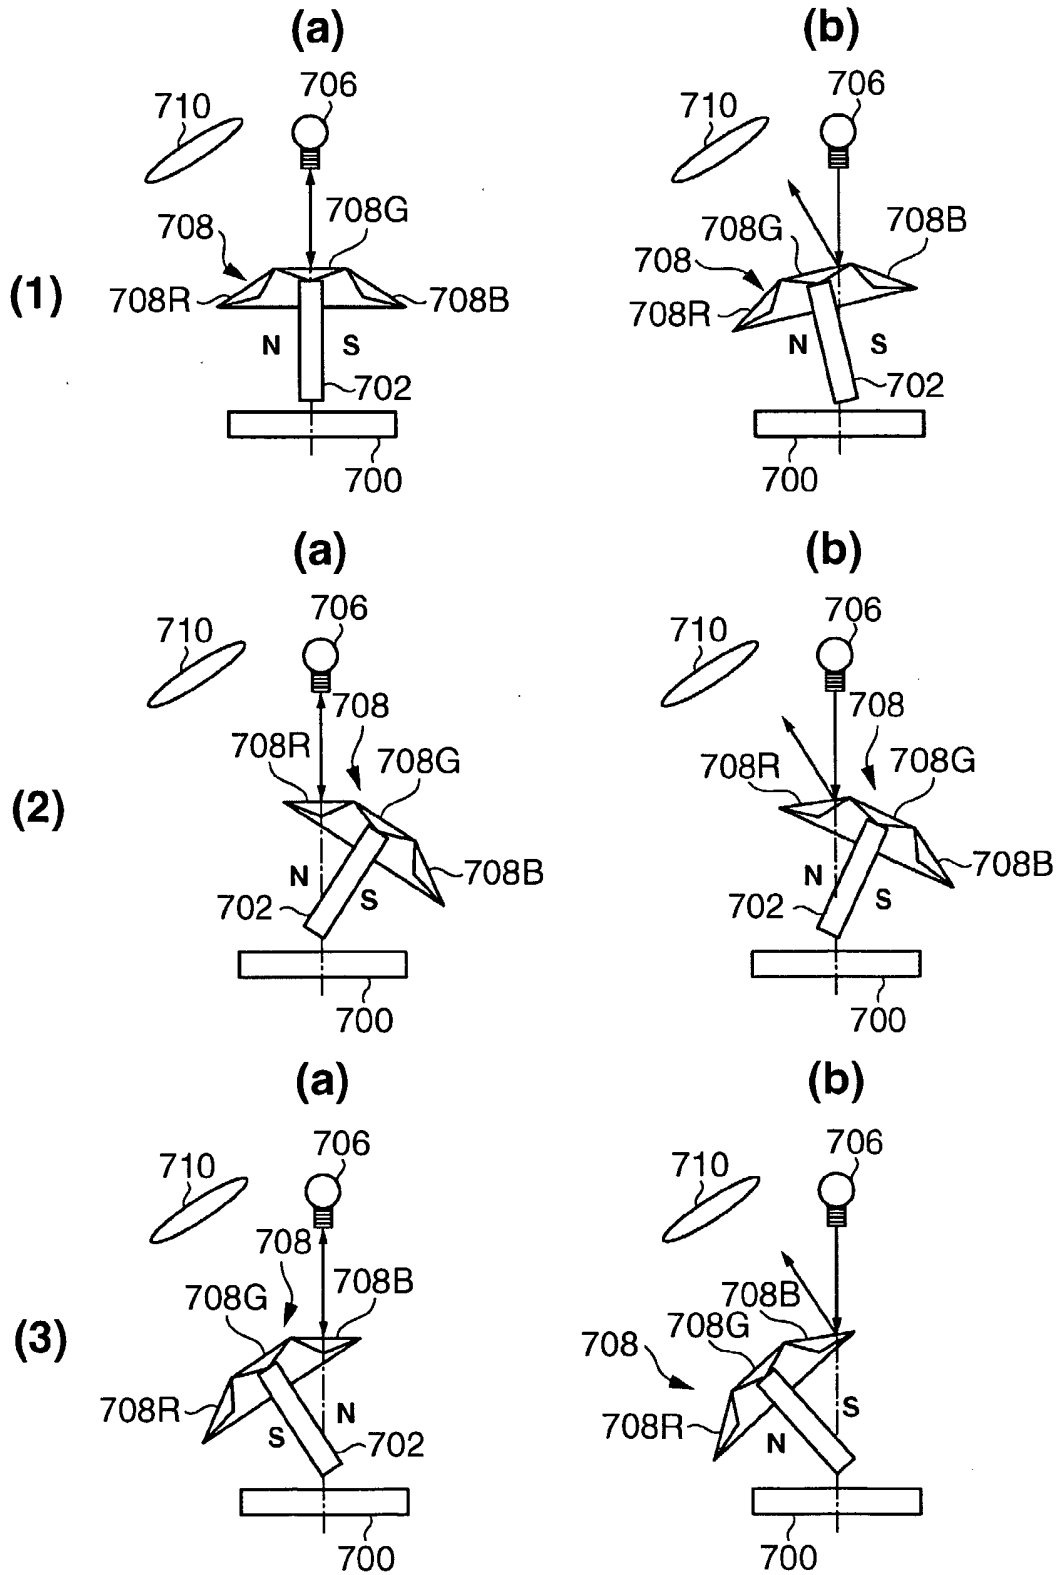 (a) (b)
706 706
710 710
708G 708B
708 708G
708
(1) 708R 708B 708R
N S N S
702 702
700 700
(a) (b)
706 706
710 710
708 708
708R 708G 708R 708G
(2)
N S 708B N S 708B
702 702
700 700
(a) (b)
706 706
710 710
708
708G 708B 708B
708G
(3) 708
708R N S
708R
S 702 N
700 700